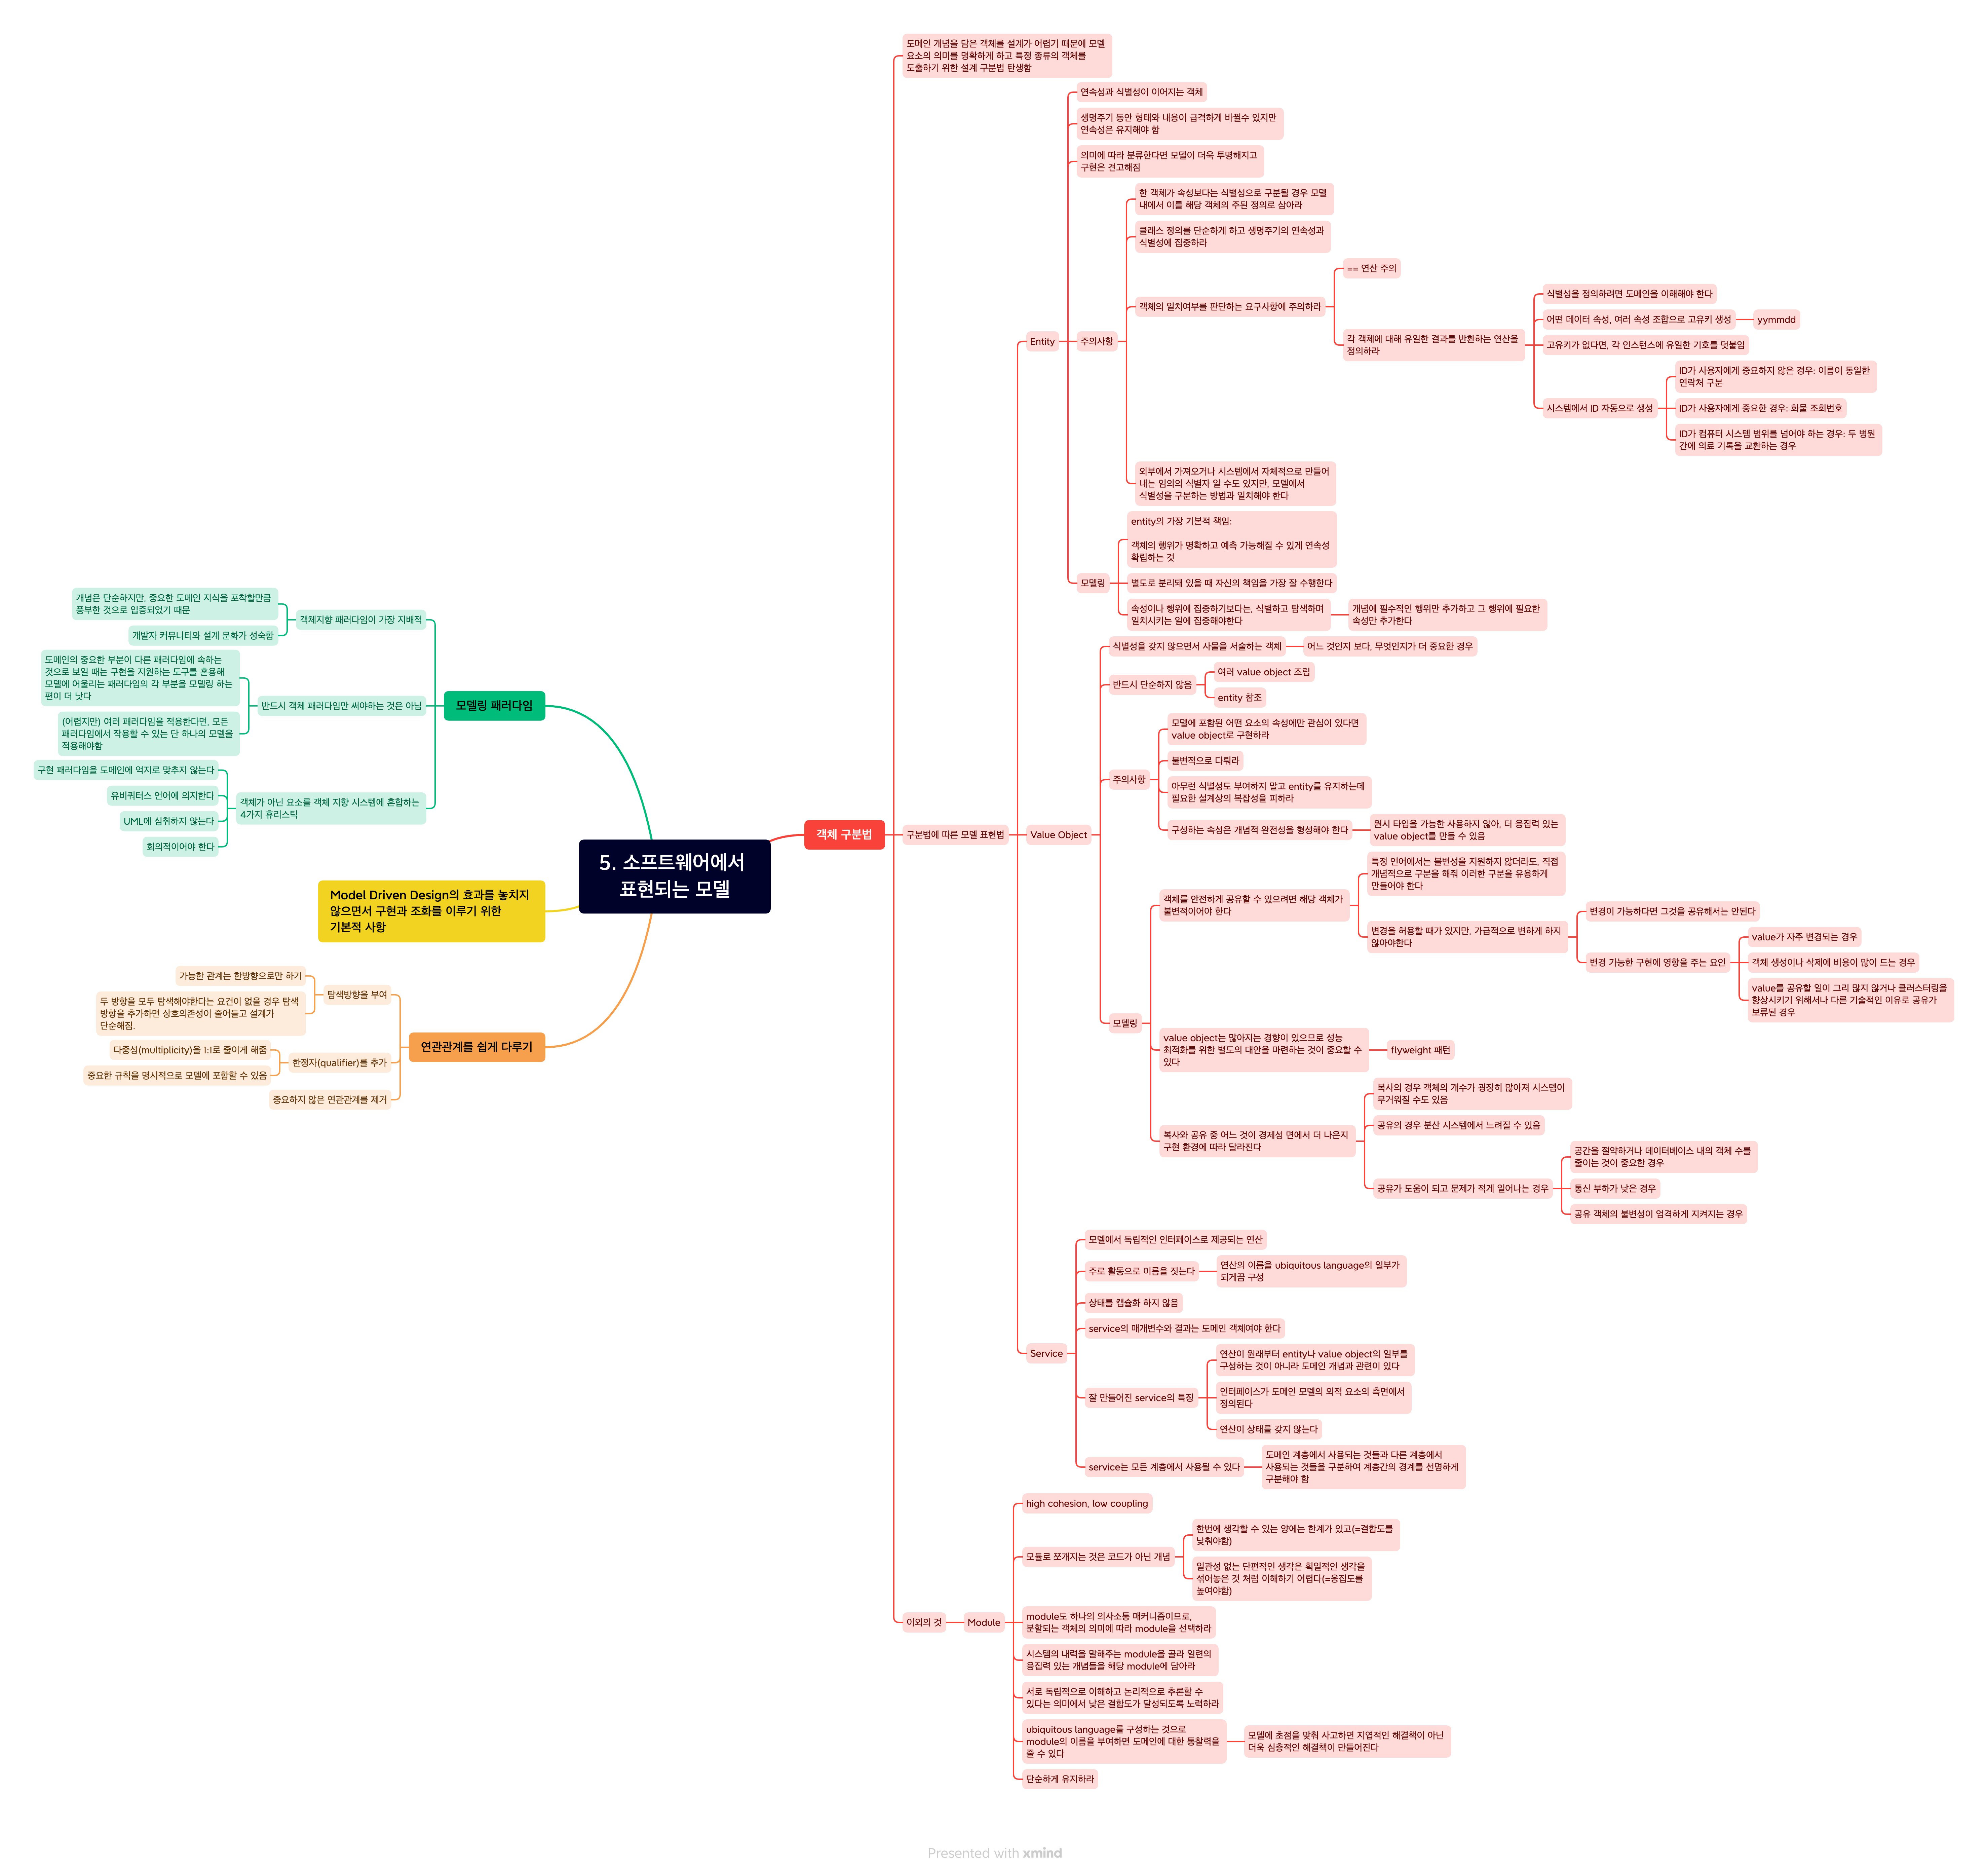 5. 소프트웨어에서
표현되는 모델
객체 구분법
도메인 개념을 담은 객체를 설계가 어렵기 때문에 모델
요소의 의미를 명확하게 하고 특정 종류의 객체를
도출하기 위한 설계 구분법 탄생함
구분법에 따른 모델 표현법
Entity
연속성과 식별성이 이어지는 객체
생명주기 동안 형태와 내용이 급격하게 바뀔수 있지만
연속성은 유지해야 함
의미에 따라 분류한다면 모델이 더욱 투명해지고
구현은 견고해짐
주의사항
한 객체가 속성보다는 식별성으로 구분될 경우 모델
내에서 이를 해당 객체의 주된 정의로 삼아라
클래스 정의를 단순하게 하고 생명주기의 연속성과
식별성에 집중하라
객체의 일치여부를 판단하는 요구사항에 주의하라
== 연산 주의
각 객체에 대해 유일한 결과를 반환하는 연산을
정의하라
식별성을 정의하려면 도메인을 이해해야 한다
어떤 데이터 속성, 여러 속성 조합으로 고유키 생성
yymmdd
고유키가 없다면, 각 인스턴스에 유일한 기호를 덧붙임
시스템에서 ID 자동으로 생성
ID가 사용자에게 중요하지 않은 경우: 이름이 동일한
연락처 구분
ID가 사용자에게 중요한 경우: 화물 조회번호
ID가 컴퓨터 시스템 범위를 넘어야 하는 경우: 두 병원
간에 의료 기록을 교환하는 경우
외부에서 가져오거나 시스템에서 자체적으로 만들어
내는 임의의 식별자 일 수도 있지만, 모델에서
식별성을 구분하는 방법과 일치해야 한다
모델링
entity의 가장 기본적 책임:
객체의 행위가 명확하고 예측 가능해질 수 있게 연속성
확립하는 것
별도로 분리돼 있을 때 자신의 책임을 가장 잘 수행한다
속성이나 행위에 집중하기보다는, 식별하고 탐색하며
일치시키는 일에 집중해야한다
개념에 필수적인 행위만 추가하고 그 행위에 필요한
속성만 추가한다
Value Object
식별성을 갖지 않으면서 사물을 서술하는 객체
어느 것인지 보다, 무엇인지가 더 중요한 경우
반드시 단순하지 않음
여러 value object 조립
entity 참조
주의사항
모델에 포함된 어떤 요소의 속성에만 관심이 있다면
value object로 구현하라
불변적으로 다뤄라
아무런 식별성도 부여하지 말고 entity를 유지하는데
필요한 설계상의 복잡성을 피하라
구성하는 속성은 개념적 완전성을 형성해야 한다
원시 타입을 가능한 사용하지 않아, 더 응집력 있는
value object를 만들 수 있음
모델링
객체를 안전하게 공유할 수 있으려면 해당 객체가
불변적이어야 한다
특정 언어에서는 불변성을 지원하지 않더라도, 직접
개념적으로 구분을 해줘 이러한 구분을 유용하게
만들어야 한다
변경을 허용할 때가 있지만, 가급적으로 변하게 하지
않아야한다
변경이 가능하다면 그것을 공유해서는 안된다
변경 가능한 구현에 영향을 주는 요인
value가 자주 변경되는 경우
객체 생성이나 삭제에 비용이 많이 드는 경우
value를 공유할 일이 그리 많지 않거나 클러스터링을
향상시키기 위해서나 다른 기술적인 이유로 공유가
보류된 경우
value object는 많아지는 경향이 있으므로 성능
최적화를 위한 별도의 대안을 마련하는 것이 중요할 수
있다
flyweight 패턴
복사와 공유 중 어느 것이 경제성 면에서 더 나은지
구현 환경에 따라 달라진다
복사의 경우 객체의 개수가 굉장히 많아져 시스템이
무거워질 수도 있음
공유의 경우 분산 시스템에서 느려질 수 있음
공유가 도움이 되고 문제가 적게 일어나는 경우
공간을 절약하거나 데이터베이스 내의 객체 수를
줄이는 것이 중요한 경우
통신 부하가 낮은 경우
공유 객체의 불변성이 엄격하게 지켜지는 경우
Service
모델에서 독립적인 인터페이스로 제공되는 연산
주로 활동으로 이름을 짓는다
연산의 이름을 ubiquitous language의 일부가
되게끔 구성
상태를 캡슐화 하지 않음
service의 매개변수와 결과는 도메인 객체여야 한다
잘 만들어진 service의 특징
연산이 원래부터 entity나 value object의 일부를
구성하는 것이 아니라 도메인 개념과 관련이 있다
인터페이스가 도메인 모델의 외적 요소의 측면에서
정의된다
연산이 상태를 갖지 않는다
service는 모든 계층에서 사용될 수 있다
도메인 계층에서 사용되는 것들과 다른 계층에서
사용되는 것들을 구분하여 계층간의 경계를 선명하게
구분해야 함
이외의 것
Module
high cohesion, low coupling
모듈로 쪼개지는 것은 코드가 아닌 개념
한번에 생각할 수 있는 양에는 한계가 있고(=결합도를
낮춰야함)
일관성 없는 단편적인 생각은 획일적인 생각을
섞어놓은 것 처럼 이해하기 어렵다(=응집도를
높여야함)
module도 하나의 의사소통 매커니즘이므로,
분할되는 객체의 의미에 따라 module을 선택하라
시스템의 내력을 말해주는 module을 골라 일련의
응집력 있는 개념들을 해당 module에 담아라
서로 독립적으로 이해하고 논리적으로 추론할 수
있다는 의미에서 낮은 결합도가 달성되도록 노력하라
ubiquitous language를 구성하는 것으로
module의 이름을 부여하면 도메인에 대한 통찰력을
줄 수 있다
모델에 초점을 맞춰 사고하면 지엽적인 해결책이 아닌
더욱 심층적인 해결책이 만들어진다
단순하게 유지하라
모델링 패러다임
객체지향 패러다임이 가장 지배적
개념은 단순하지만, 중요한 도메인 지식을 포착할만큼
풍부한 것으로 입증되었기 때문
개발자 커뮤니티와 설계 문화가 성숙함
반드시 객체 패러다임만 써야하는 것은 아님
도메인의 중요한 부분이 다른 패러다임에 속하는
것으로 보일 때는 구현을 지원하는 도구를 혼용해
모델에 어울리는 패러다임의 각 부분을 모델링 하는
편이 더 낫다
(어렵지만) 여러 패러다임을 적용한다면, 모든
패러다임에서 작용할 수 있는 단 하나의 모델을
적용해야함
객체가 아닌 요소를 객체 지향 시스템에 혼합하는
4가지 휴리스틱
구현 패러다임을 도메인에 억지로 맞추지 않는다
유비쿼터스 언어에 의지한다
UML에 심취하지 않는다
회의적이어야 한다
Model Driven Design의 효과를 놓치지
않으면서 구현과 조화를 이루기 위한
기본적 사항
연관관계를 쉽게 다루기
탐색방향을 부여
가능한 관계는 한방향으로만 하기
두 방향을 모두 탐색해야한다는 요건이 없을 경우 탐색
방향을 추가하면 상호의존성이 줄어들고 설계가
단순해짐.
한정자(qualifier)를 추가
다중성(multiplicity)을 1:1로 줄이게 해줌
중요한 규칙을 명시적으로 모델에 포함할 수 있음
중요하지 않은 연관관계를 제거
Presented with xmind